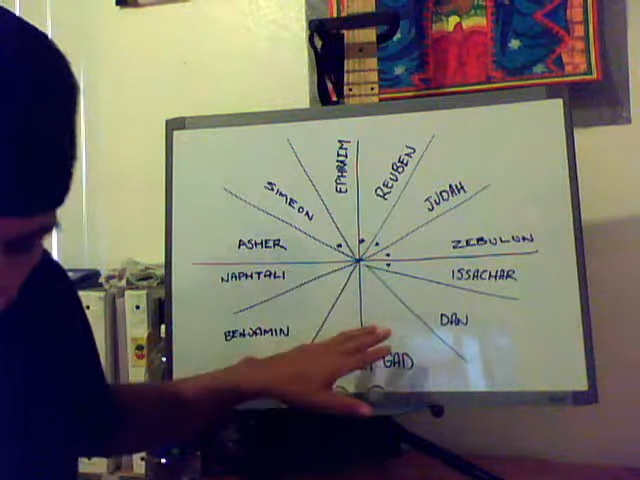 EPHRAIM
REUBEN
SIMEON
JUDAH
ASHER
ZEBULUN
NAPHTALI
ISSACHAR
BENJAMIN
DAN
GAD